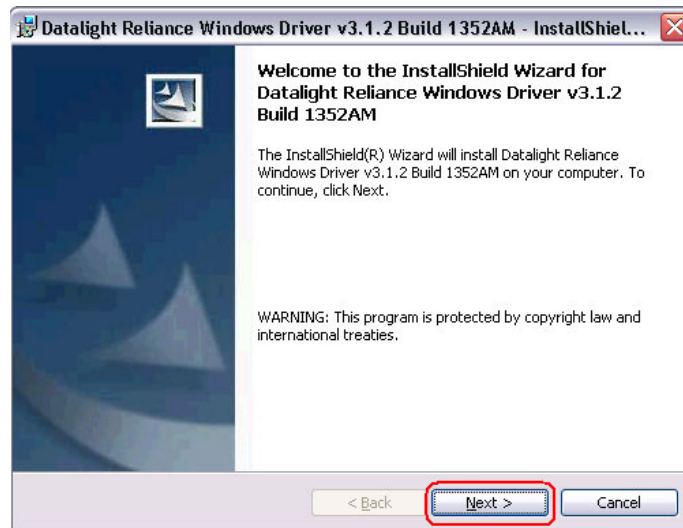 Datalight Reliance Windows Driver v3.1.2 Build 1352AM - InstallShiel...
Welcome to the InstallShield Wizard for
Datalight Reliance Windows Driver v3.1.2
Build 1352AM
The InstallShield(R) Wizard will install Datalight Reliance
Windows Driver v3.1.2 Build 1352AM on your computer. To
continue, click Next.
WARNING: This program is protected by copyright law and
international treaties.
< Back
Next >
Cancel